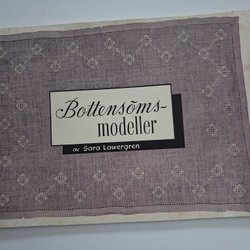 Bottensöms-
modeller
av Sara Lawergren